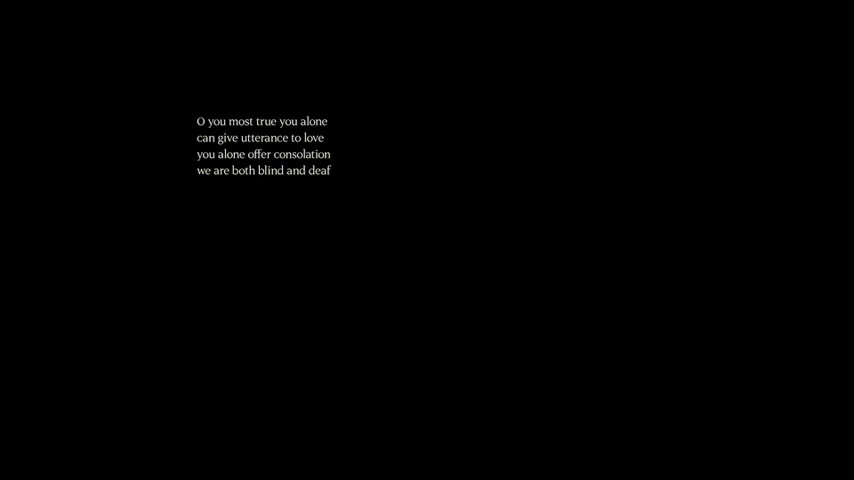 O you most true you alone
can give utterance to love
you alone offer consolation
we are both blind and deaf